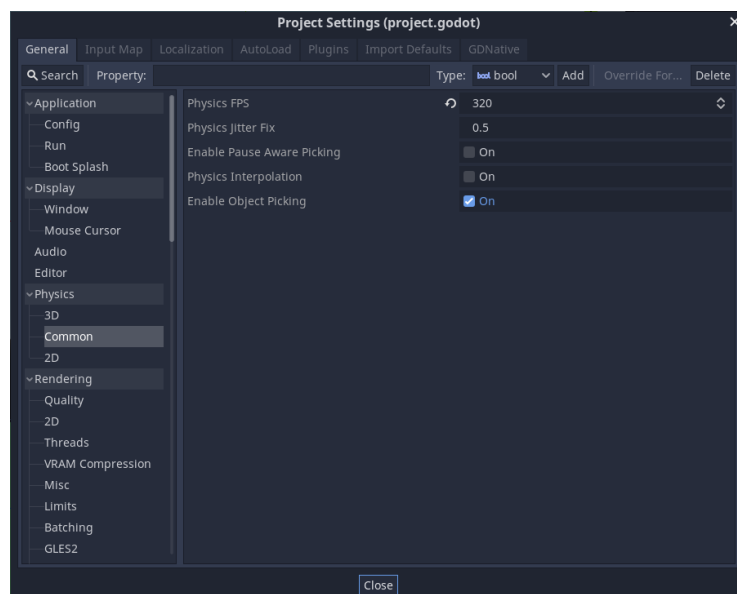 Project Settings (project.godot)
General Input Map Localization AutoLoad Plugins Import Defaults GDNative
Search Property: Type: bool bool Add Override For... Delete
Application
Config
Run
Boot Splash
Display
Window
Mouse Cursor
Audio
Editor
Physics
3D
Common
2D
Rendering
Quality
2D
Threads
VRAM Compression
Misc
Limits
Batching
GLES2
Physics FPS 320
Physics Jitter Fix 0.5
Enable Pause Aware Picking On
Physics Interpolation On
Enable Object Picking On
Close